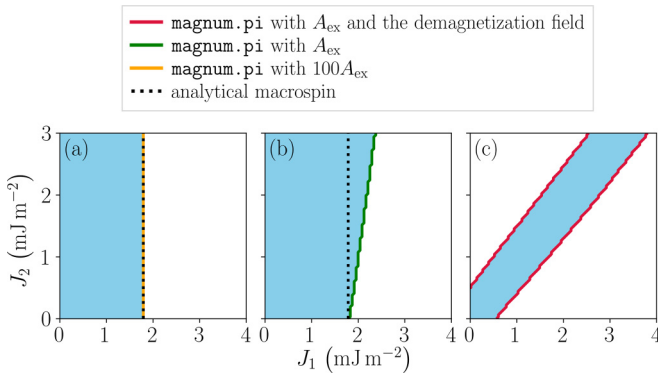 magnum.pi with Aex and the demagnetization field
magnum.pi with Aex
magnum.pi with 100Aex
analytical macrospin
(a) (b) (c)
3
2
1
0
J2 (mJ m−2)
0 1 2 3 4 0 1 2 3 4 0 1 2 3 4
J1 (mJ m−2)